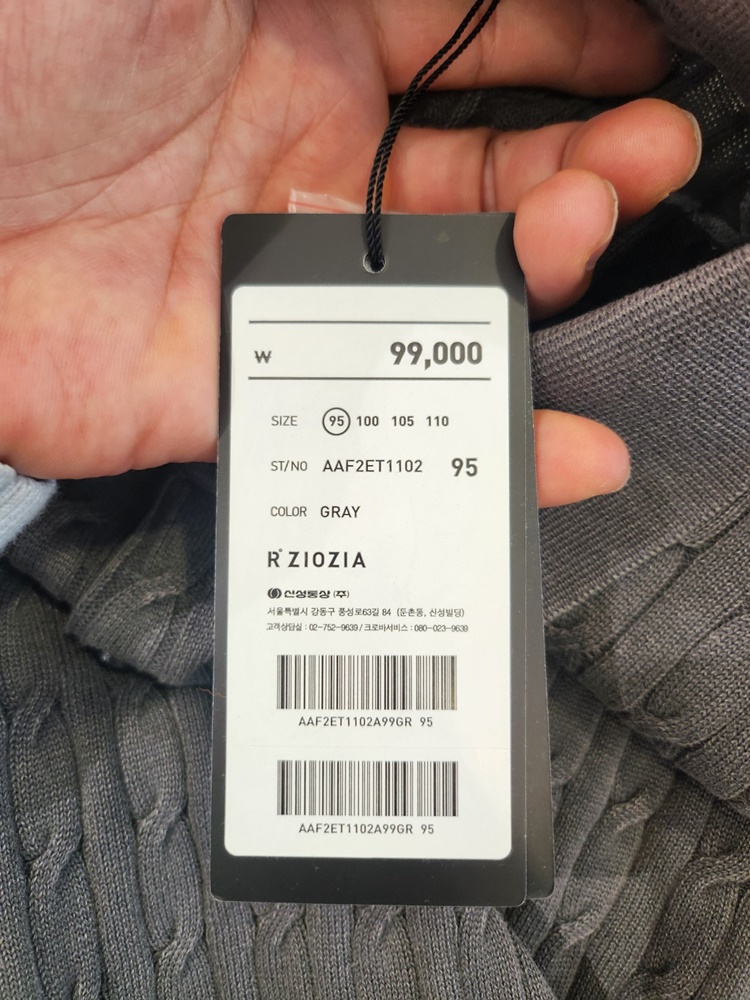 ₩ 99,000
SIZE 95 100 105 110
ST/NO AAF2ET1102 95
COLOR GRAY
R° ZIOZIA
신성통상 (주)
서울특별시 강동구 풍성로63길 84 (둔촌동, 신성빌딩)
고객상담실 : 02-752-9639 / 크로바서비스 : 080-023-9639
AAF2ET1102A99GR 95
AAF2ET1102A99GR 95